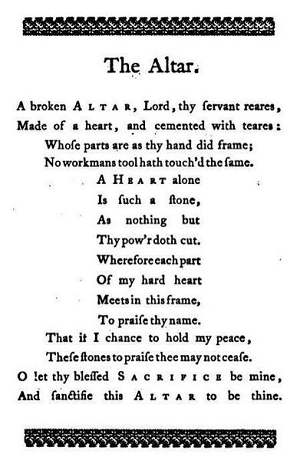 The Altar.
A broken ALTAR, Lord, thy ſervant reares,
Made of a heart, and cemented with teares:
Whoſe parts are as thy hand did frame;
No workmans tool hath touch'd the ſame.
A HEART alone
Is ſuch a ſtone,
As nothing but
Thy pow'r doth cut.
Wherefore each part
Of my hard heart
Meets in this frame,
To praiſe thy name.
That if I chance to hold my peace,
Theſe ſtones to praiſe thee may not ceaſe.
O let thy bleſſed SACRIFICE be mine,
And ſanctifie this ALTAR to be thine.